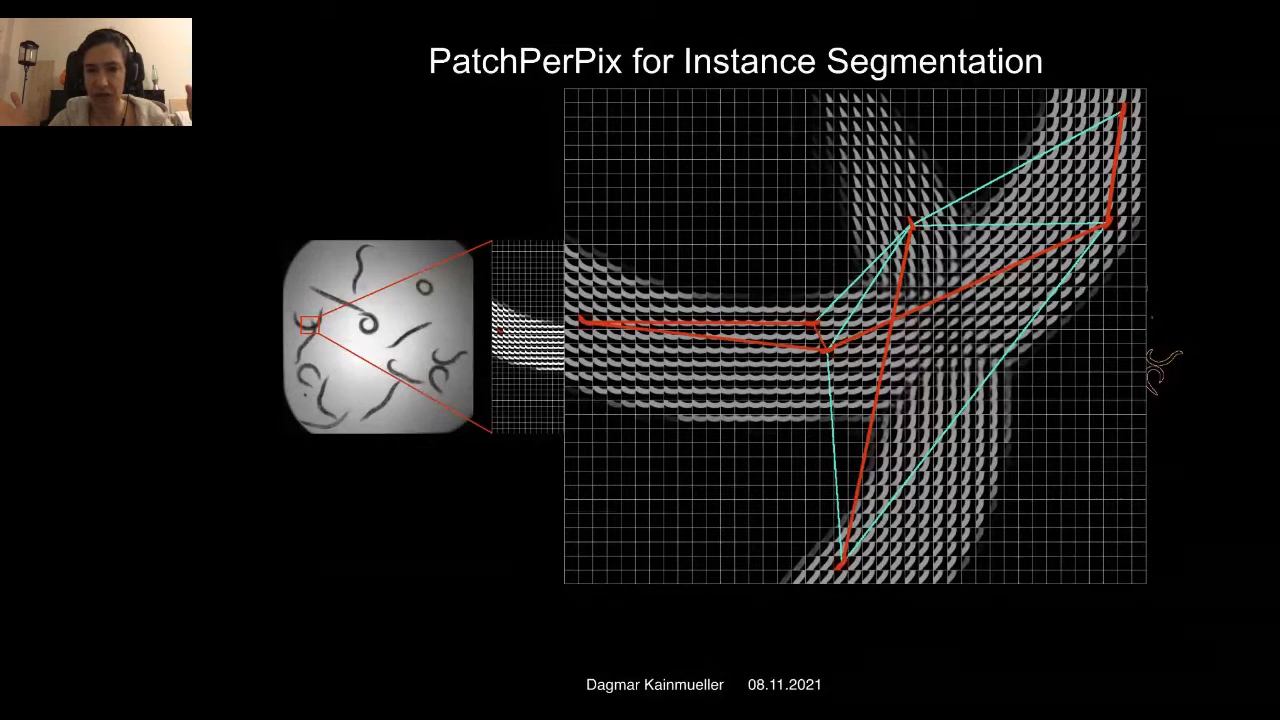 PatchPerPix for Instance Segmentation
Dagmar Kainmueller 08.11.2021